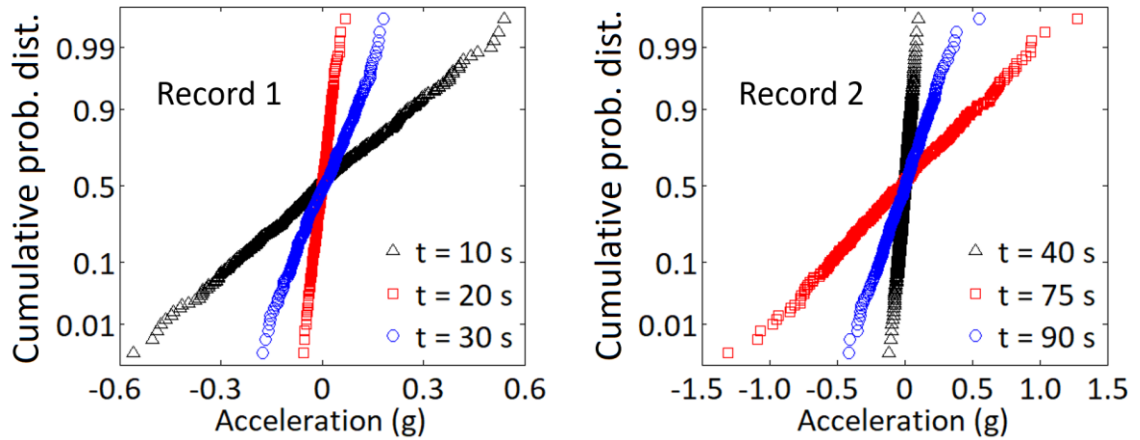 Cumulative prob. dist.
0.99
0.9
0.5
0.1
0.01
Record 1
△ t = 10 s
□ t = 20 s
○ t = 30 s
-0.6 -0.3 0 0.3 0.6
Acceleration (g)
Cumulative prob. dist.
0.99
0.9
0.5
0.1
0.01
Record 2
△ t = 40 s
□ t = 75 s
○ t = 90 s
-1.5 -1.0 -0.5 0 0.5 1.0 1.5
Acceleration (g)